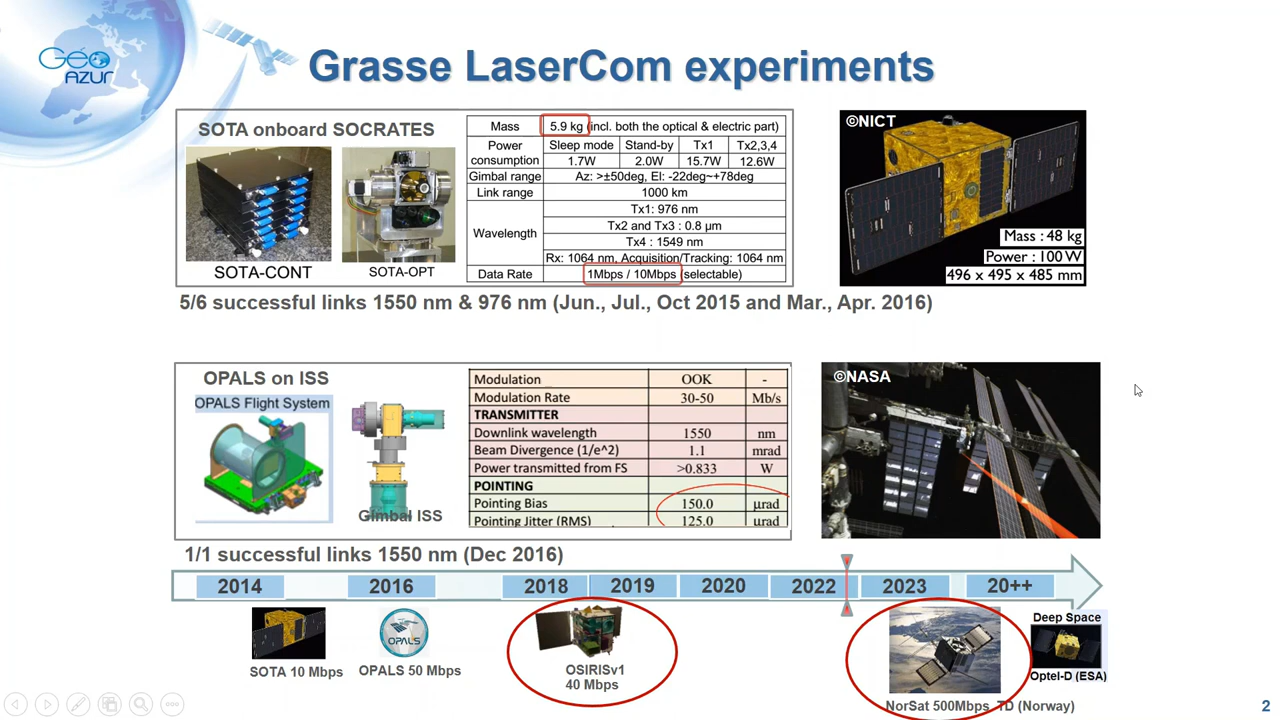 Géo
AZUR
Grasse LaserCom experiments
SOTA onboard SOCRATES
SOTA-CONT
SOTA-OPT
Mass 5.9 kg (incl. both the optical & electric part)
Power consumption Sleep mode Stand-by Tx1 Tx2,3,4
1.7W 2.0W 15.7W 12.6W
Gimbal range Az: >±50deg, El: -22deg~+78deg
Link range 1000 km
Wavelength Tx1: 976 nm
Tx2 and Tx3 : 0.8 µm
Tx4 : 1549 nm
Rx: 1064 nm, Acquisition/Tracking: 1064 nm
Data Rate 1Mbps / 10Mbps (selectable)
©NICT
Mass : 48 kg
Power : 100W
496 x 495 x 485 mm
5/6 successful links 1550 nm & 976 nm (Jun., Jul., Oct 2015 and Mar., Apr. 2016)
OPALS on ISS
OPALS Flight System
Gimbal ISS
Modulation OOK -
Modulation Rate 30-50 Mb/s
TRANSMITTER
Downlink wavelength 1550 nm
Beam Divergence (1/e^2) 1.1 mrad
Power transmitted from FS >0.833 W
POINTING
Pointing Bias 150.0 µrad
Pointing Jitter (RMS) 125.0 µrad
©NASA
1/1 successful links 1550 nm (Dec 2016)
2014 2016 2018 2019 2020 2022 2023 20++
SOTA 10 Mbps
OPALS
OPALS 50 Mbps
OSIRISv1
40 Mbps
NorSat 500Mbps, TD (Norway)
Deep Space
Optel-D (ESA)
2